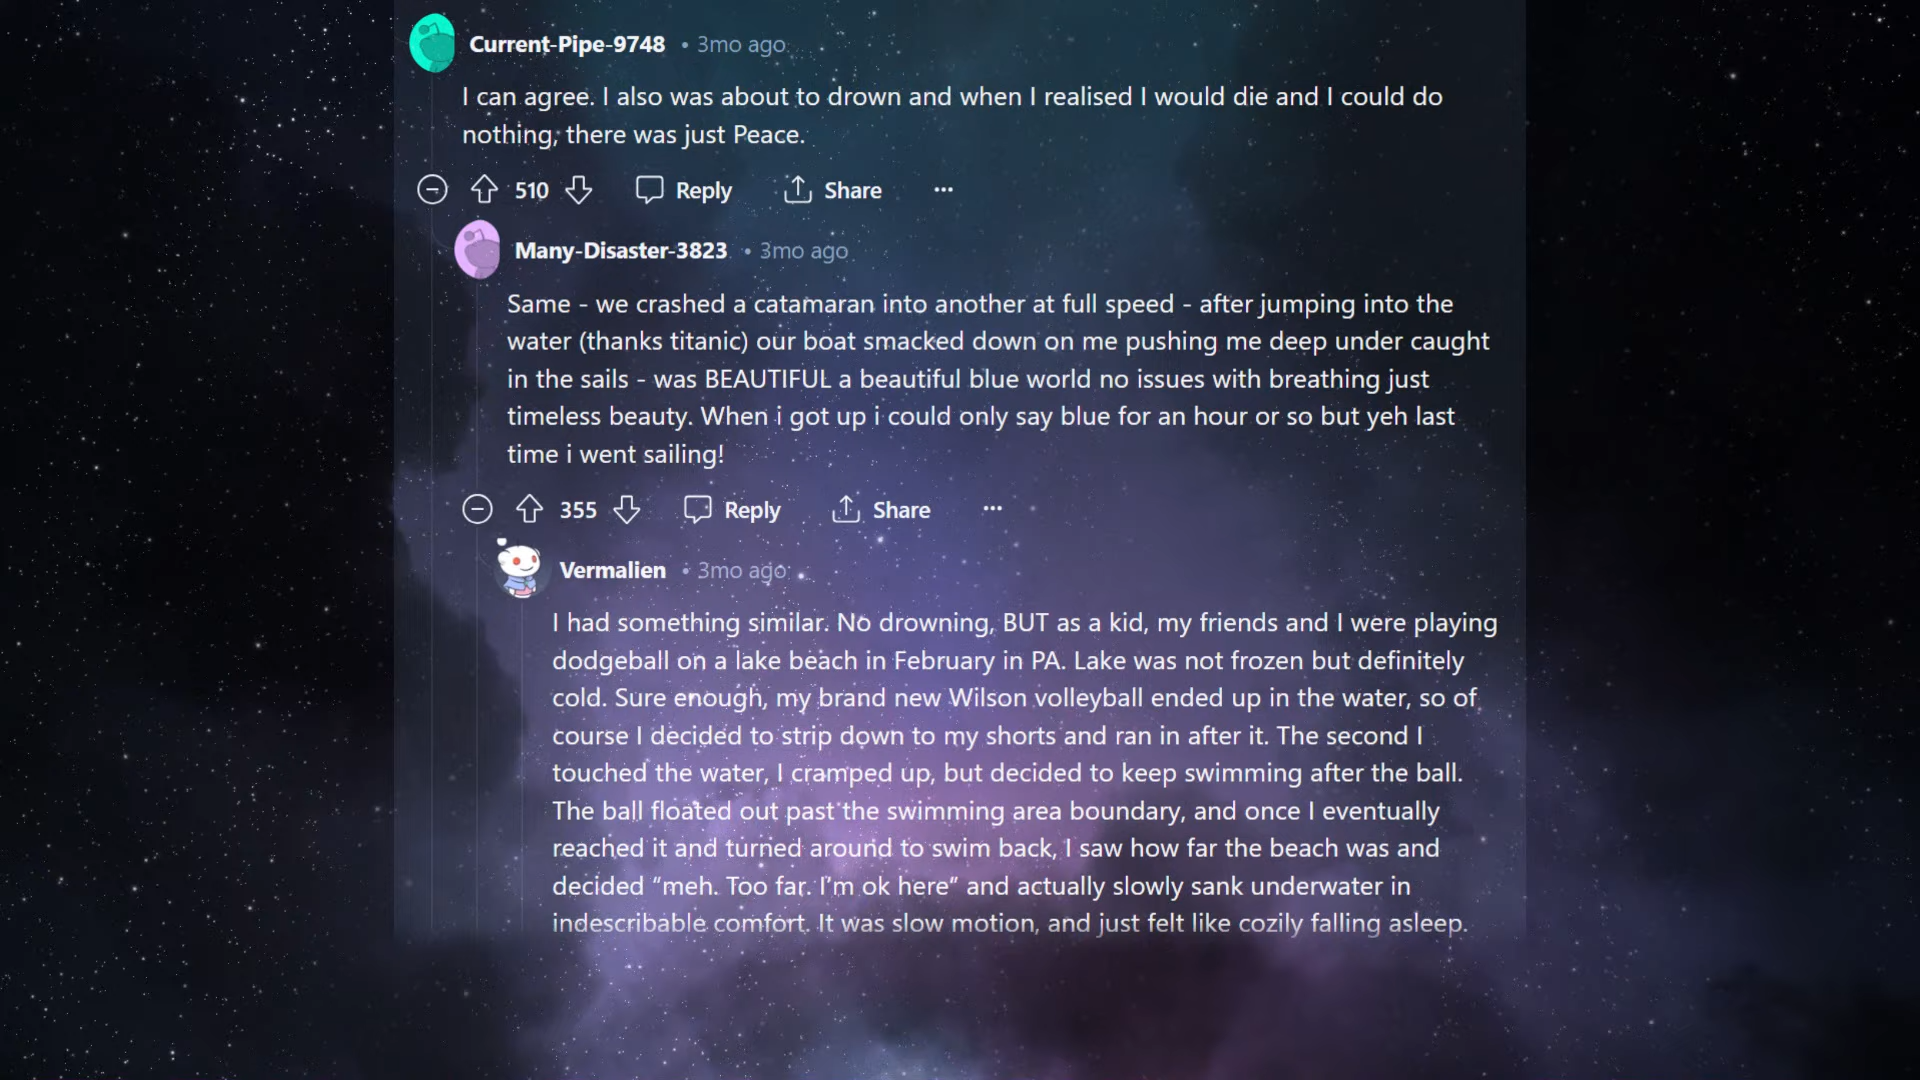 Current-Pipe-9748 • 3mo ago
I can agree. I also was about to drown and when I realised I would die and I could do
nothing, there was just Peace.
510 Reply Share ···
Many-Disaster-3823 • 3mo ago
Same - we crashed a catamaran into another at full speed - after jumping into the
water (thanks titanic) our boat smacked down on me pushing me deep under caught
in the sails - was BEAUTIFUL a beautiful blue world no issues with breathing just
timeless beauty. When i got up i could only say blue for an hour or so but yeh last
time i went sailing!
355 Reply Share ···
Vermalien • 3mo ago
I had something similar. No drowning, BUT as a kid, my friends and I were playing
dodgeball on a lake beach in February in PA. Lake was not frozen but definitely
cold. Sure enough, my brand new Wilson volleyball ended up in the water, so of
course I decided to strip down to my shorts and ran in after it. The second I
touched the water, I cramped up, but decided to keep swimming after the ball.
The ball floated out past the swimming area boundary, and once I eventually
reached it and turned around to swim back, I saw how far the beach was and
decided “meh. Too far. I’m ok here” and actually slowly sank underwater in
indescribable comfort. It was slow motion, and just felt like cozily falling asleep.